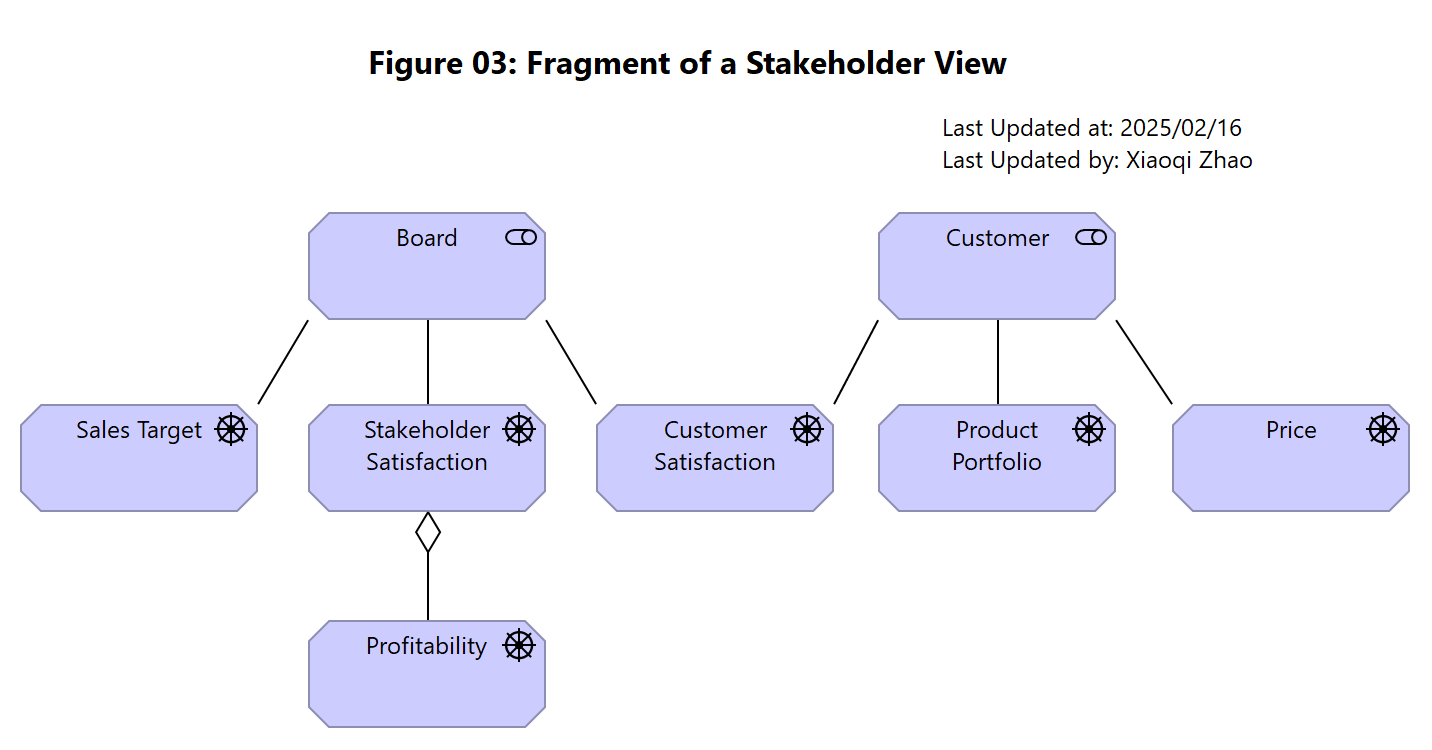 Figure 03: Fragment of a Stakeholder View
Last Updated at: 2025/02/16
Last Updated by: Xiaoqi Zhao
Board
Customer
Sales Target
Stakeholder
Satisfaction
Customer
Satisfaction
Product
Portfolio
Price
Profitability